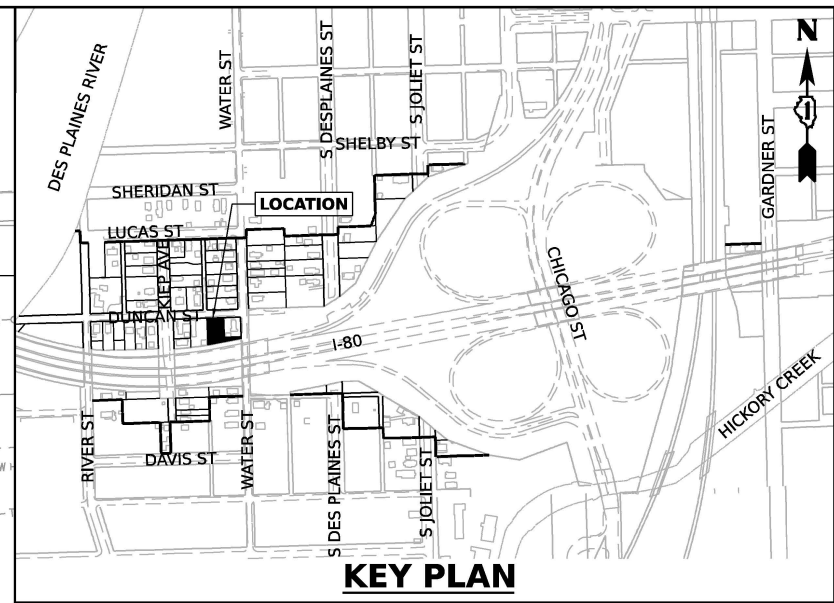 N
DES PLAINES RIVER
WATER ST
S DESPLAINES ST
S JOLIET ST
SHELBY ST
GARDNER ST
SHERIDAN ST
LOCATION
LUCAS ST
KIEP AVE
CHICAGO ST
DUNCAN ST
I-80
HICKORY CREEK
RIVER ST
WATER ST
S DES PLAINES ST
S JOLIET ST
DAVIS ST
KEY PLAN